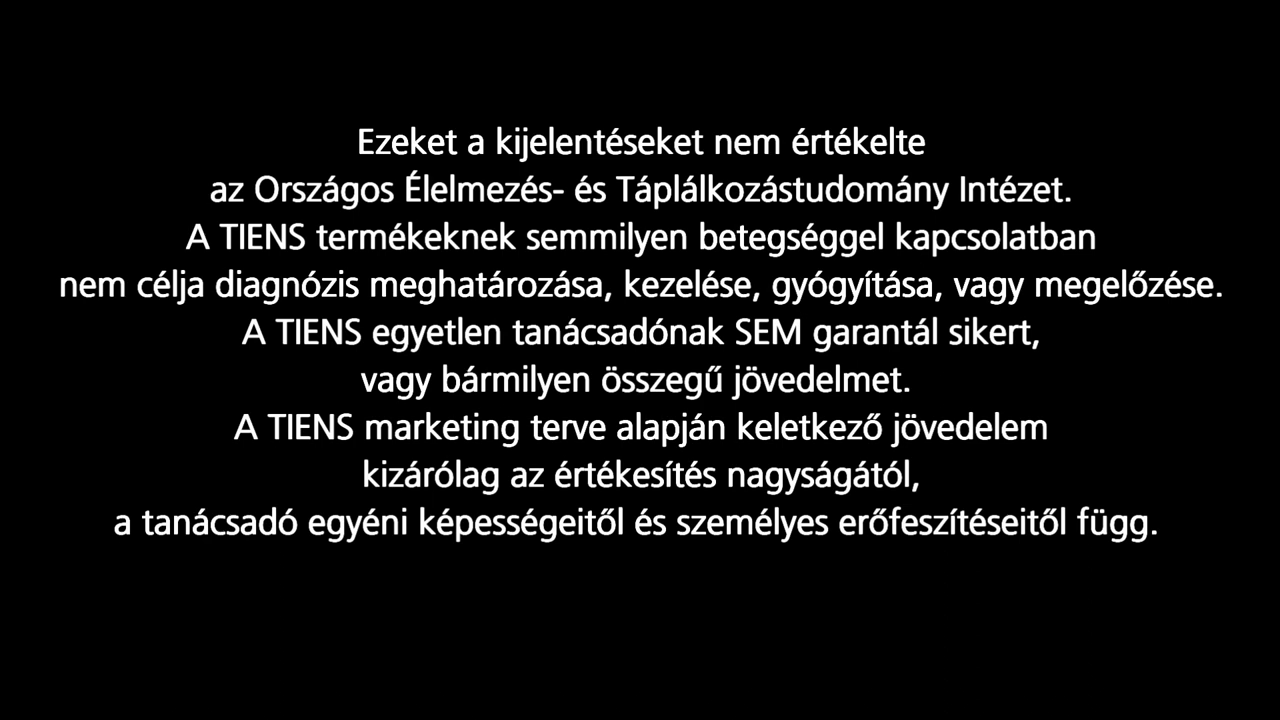 Ezeket a kijelentéseket nem értékelte
az Országos Élelmezés- és Táplálkozástudomány Intézet.
A TIENS termékeknek semmilyen betegséggel kapcsolatban
nem célja diagnózis meghatározása, kezelése, gyógyítása, vagy megelőzése.
A TIENS egyetlen tanácsadónak SEM garantál sikert,
vagy bármilyen összegű jövedelmet.
A TIENS marketing terve alapján keletkező jövedelem
kizárólag az értékesítés nagyságától,
a tanácsadó egyéni képességeitől és személyes erőfeszítéseitől függ.